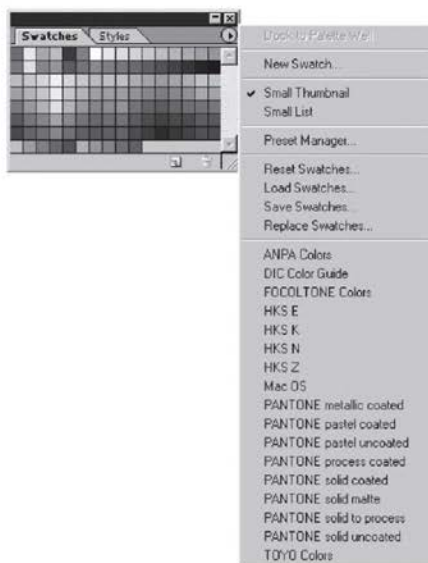 Swatches Styles
Dock to Palette Well
New Swatch...
Small Thumbnail
Small List
Preset Manager...
Reset Swatches...
Load Swatches...
Save Swatches...
Replace Swatches...
ANPA Colors
DIC Color Guide
FOCOLTONE Colors
HKS E
HKS K
HKS N
HKS Z
Mac OS
PANTONE metallic coated
PANTONE pastel coated
PANTONE pastel uncoated
PANTONE process coated
PANTONE solid coated
PANTONE solid matte
PANTONE solid to process
PANTONE solid uncoated
TOYO Colors